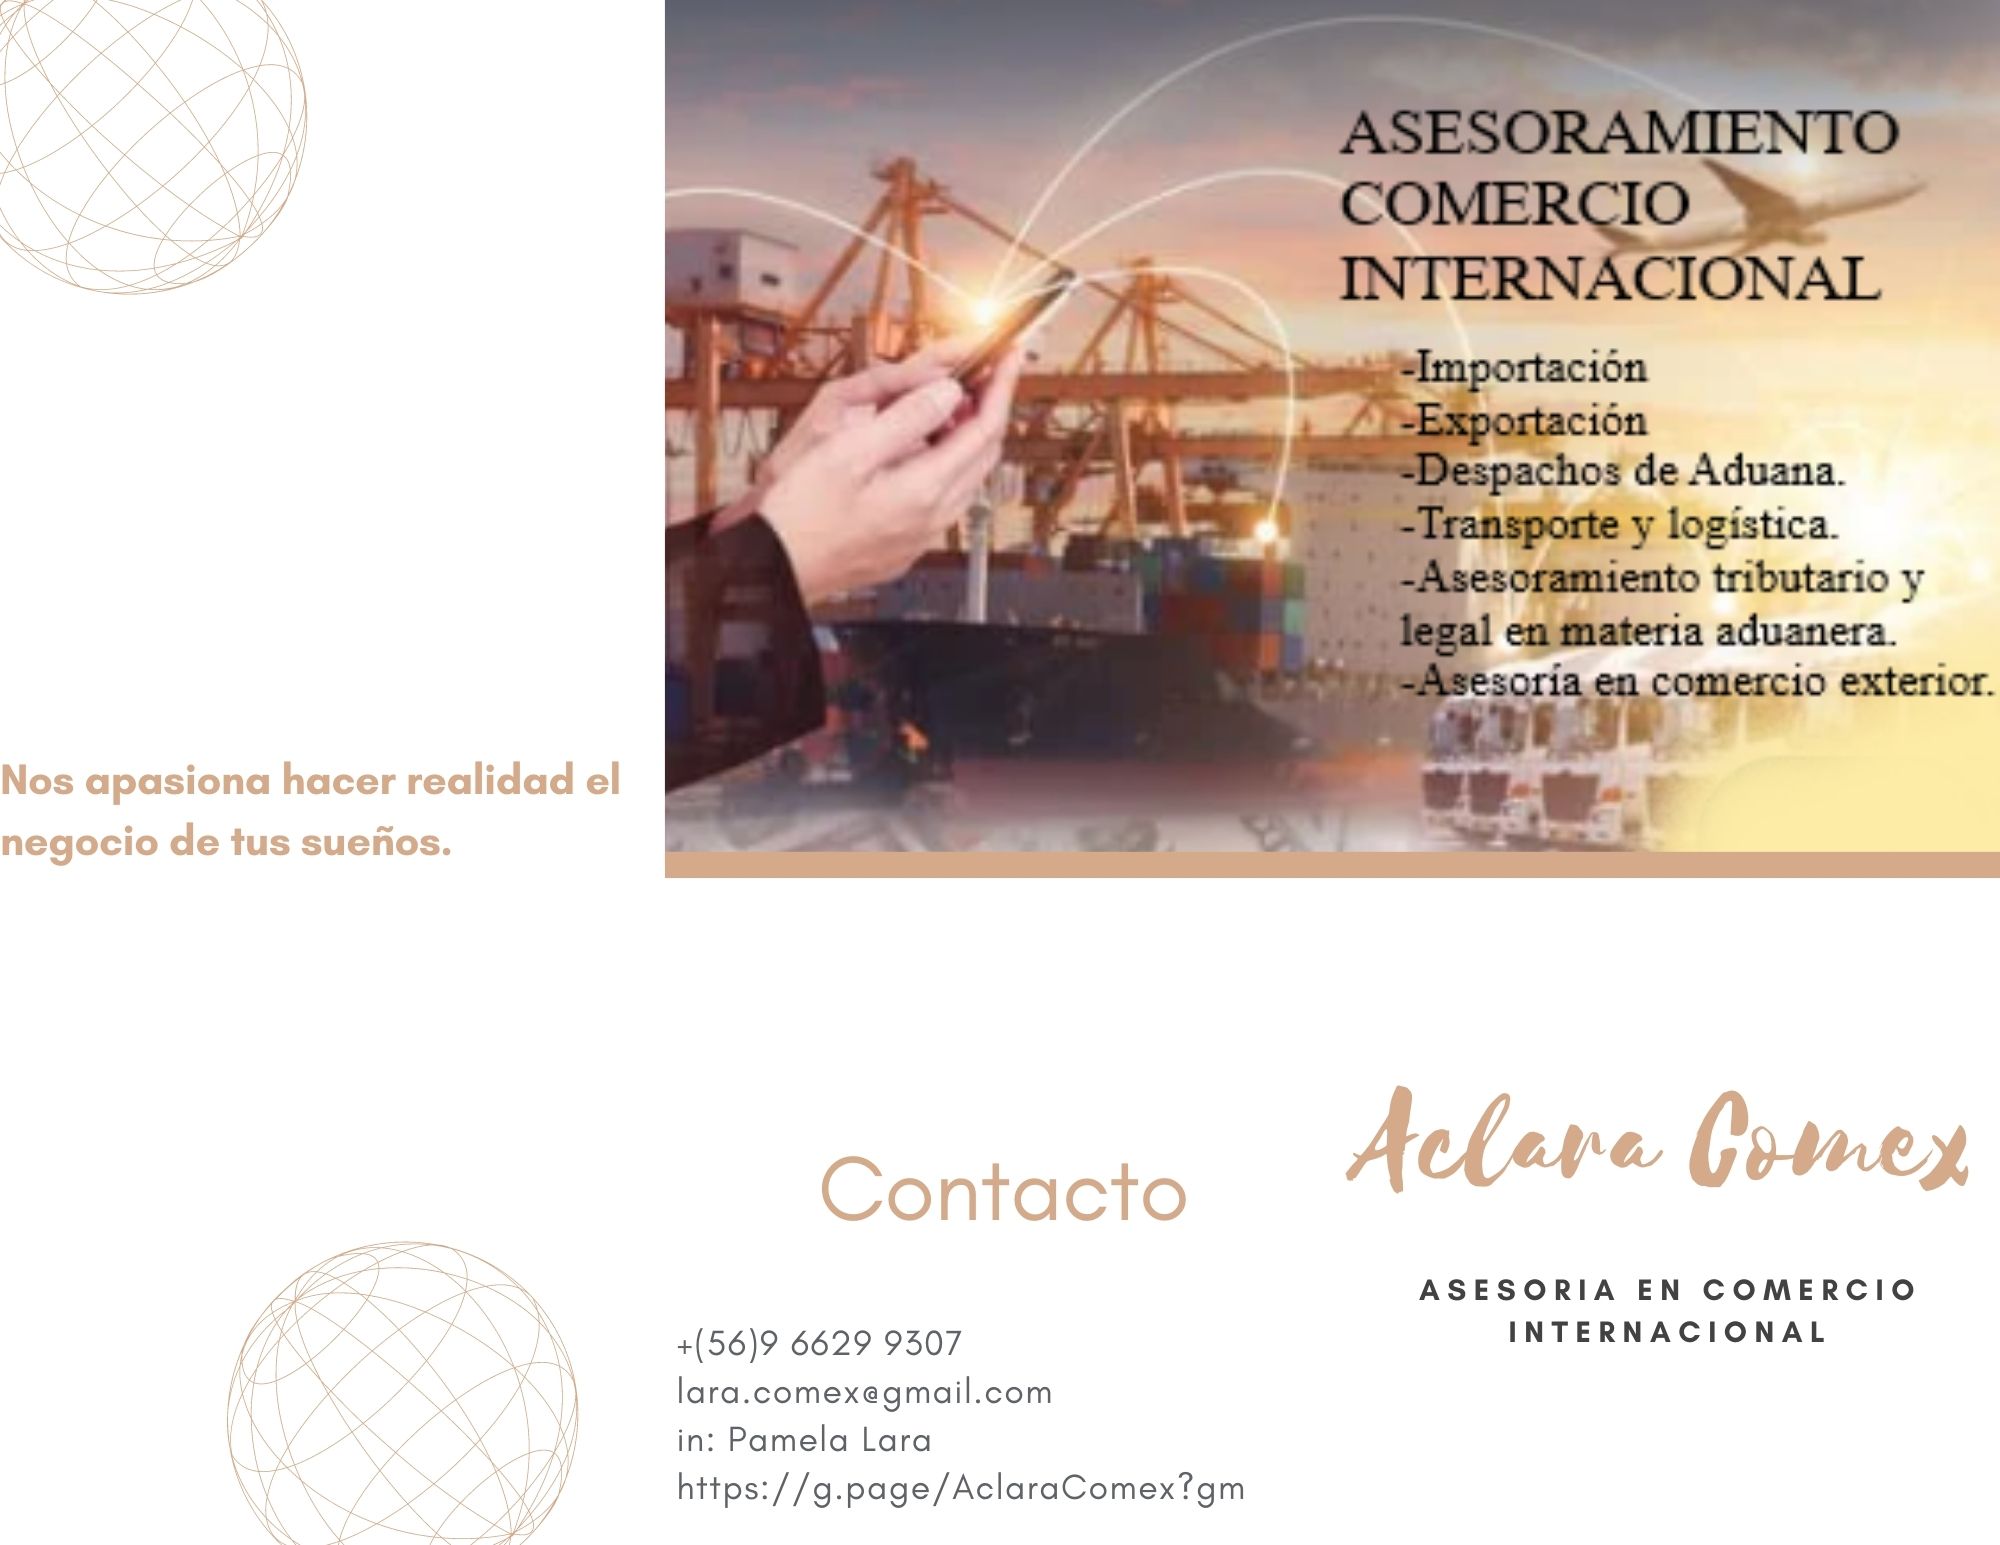 Nos apasiona hacer realidad el
negocio de tus sueños.
ASESORAMIENTO
COMERCIO
INTERNACIONAL
-Importación
-Exportación
-Despachos de Aduana.
-Transporte y logística.
-Asesoramiento tributario y
legal en materia aduanera.
-Asesoría en comercio exterior.
Contacto
+(56)9 6629 9307
lara.comex@gmail.com
in: Pamela Lara
https://g.page/AclaraComex?gm
Aclara Comex
ASESORIA EN COMERCIO
INTERNACIONAL